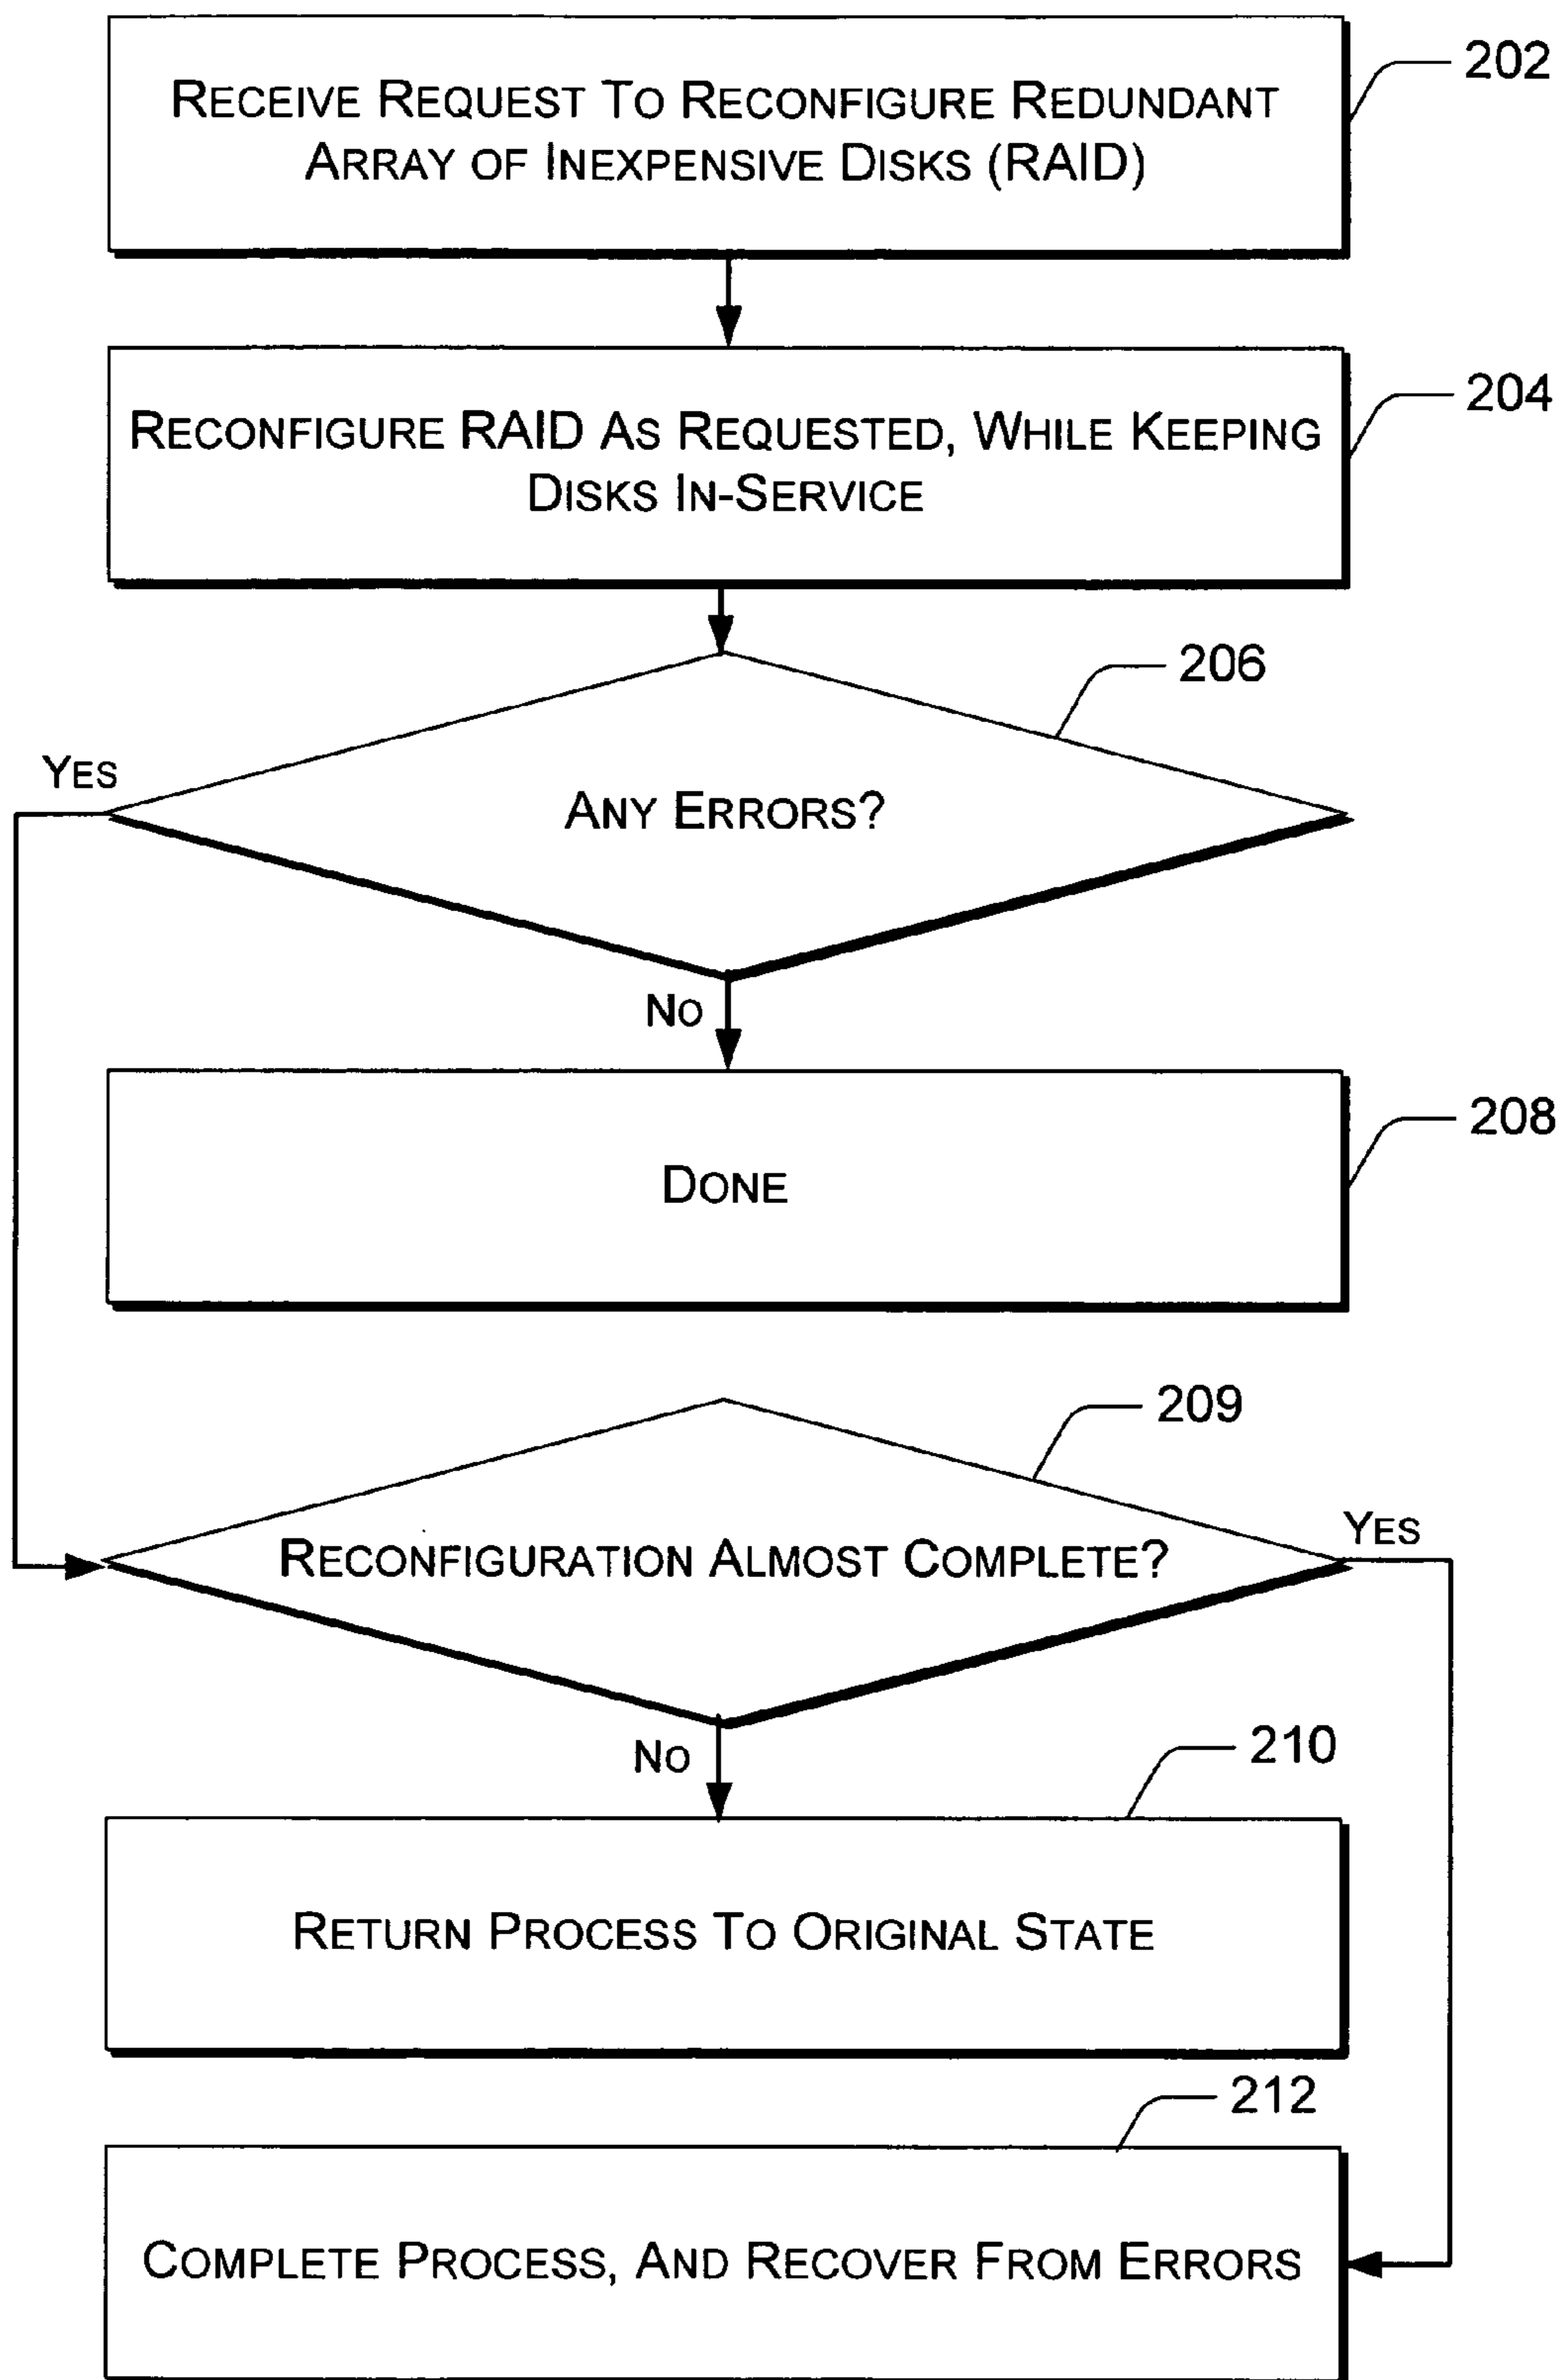 RECEIVE REQUEST TO RECONFIGURE REDUNDANT
ARRAY OF INEXPENSIVE DISKS (RAID)
202
RECONFIGURE RAID AS REQUESTED, WHILE KEEPING
DISKS IN-SERVICE
204
206
YES
ANY ERRORS?
NO
DONE
208
209
RECONFIGURATION ALMOST COMPLETE?
YES
NO
210
RETURN PROCESS TO ORIGINAL STATE
212
COMPLETE PROCESS, AND RECOVER FROM ERRORS